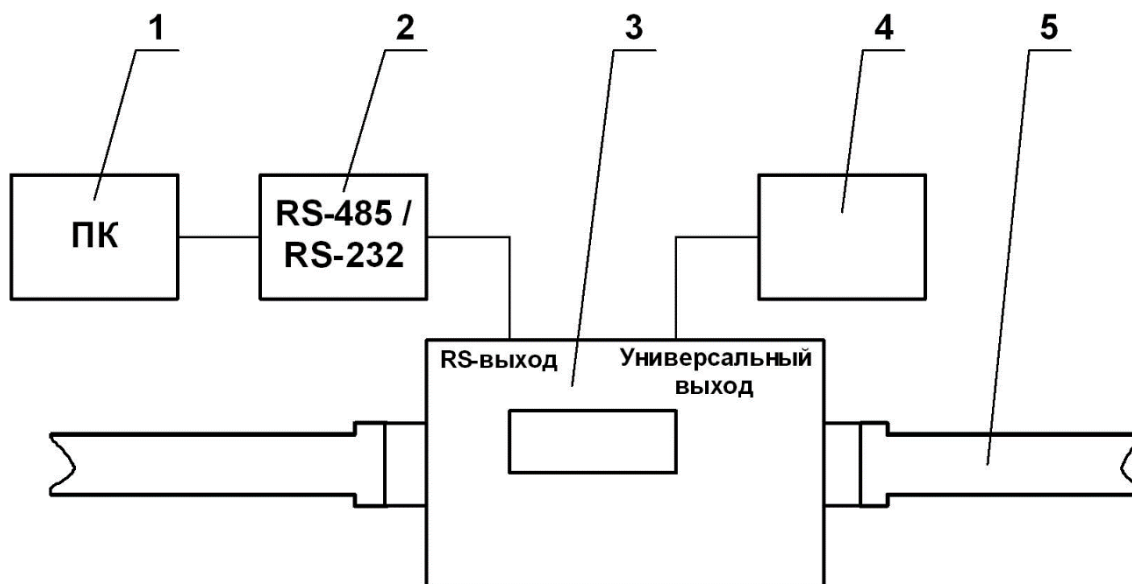 1
2
3
4
5
ПК
RS-485 /
RS-232
RS-выход
Универсальный
выход